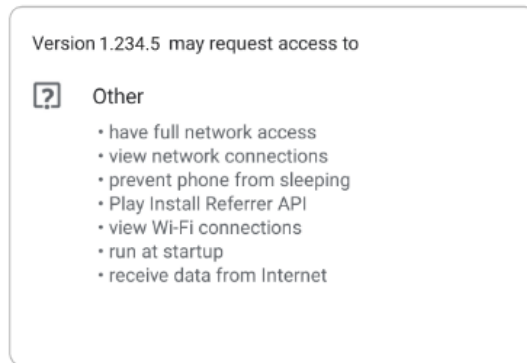 Version 1.234.5 may request access to
Other
• have full network access
• view network connections
• prevent phone from sleeping
• Play Install Referrer API
• view Wi-Fi connections
• run at startup
• receive data from Internet